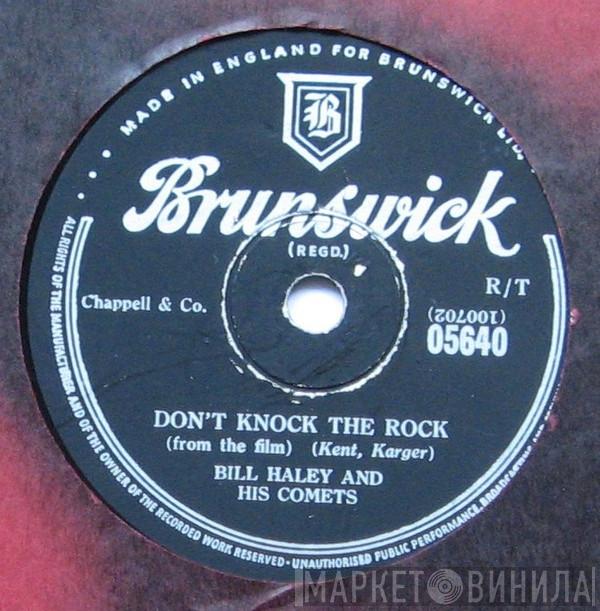 MADE IN ENGLAND FOR BRUNSWICK LTD.
B
Brunswick
(REGD.)
R/T
Chappell & Co.
(100702)
05640
DON'T KNOCK THE ROCK
(from the film) (Kent, Karger)
BILL HALEY AND
HIS COMETS
ALL RIGHTS OF THE MANUFACTURER AND OF THE OWNER OF THE RECORDED WORK RESERVED · UNAUTHORISED PUBLIC PERFORMANCE, BROADCASTING AND
МАРКЕТ ВИНИЛА